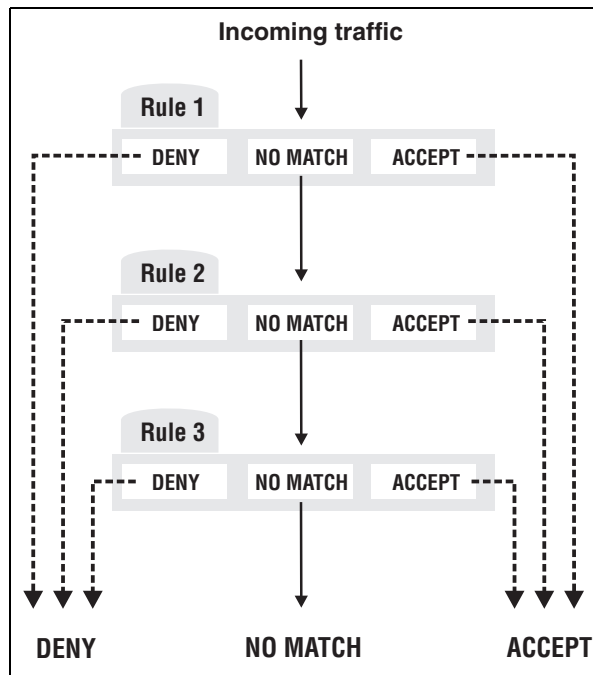 Incoming traffic
Rule 1
DENY NO MATCH ACCEPT
Rule 2
DENY NO MATCH ACCEPT
Rule 3
DENY NO MATCH ACCEPT
DENY NO MATCH ACCEPT